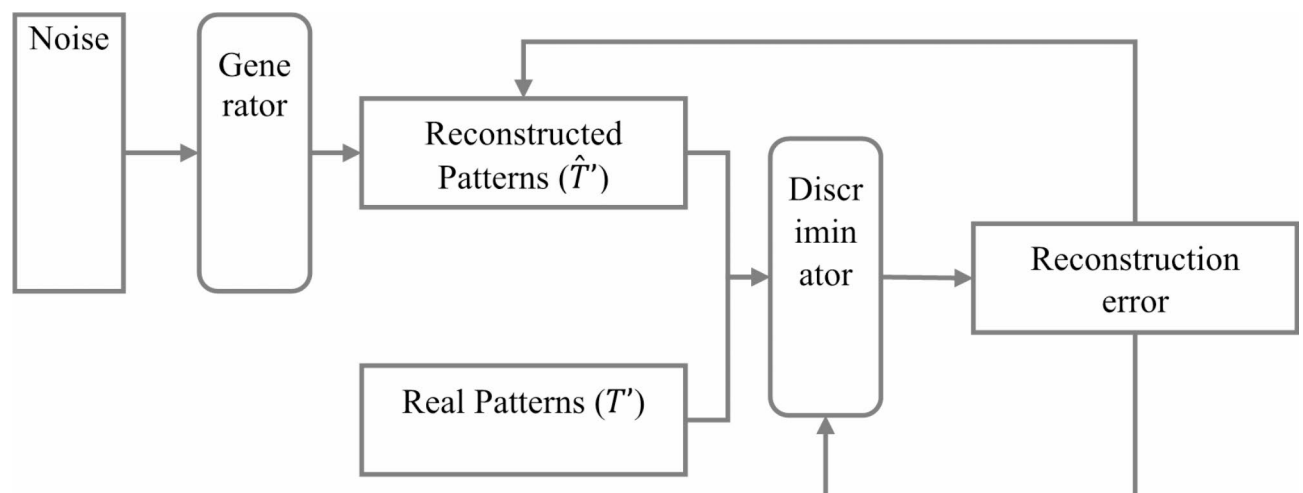 Noise
Gene
rator
Reconstructed
Patterns (T̂')
Discr
imin
ator
Reconstruction
error
Real Patterns (T')